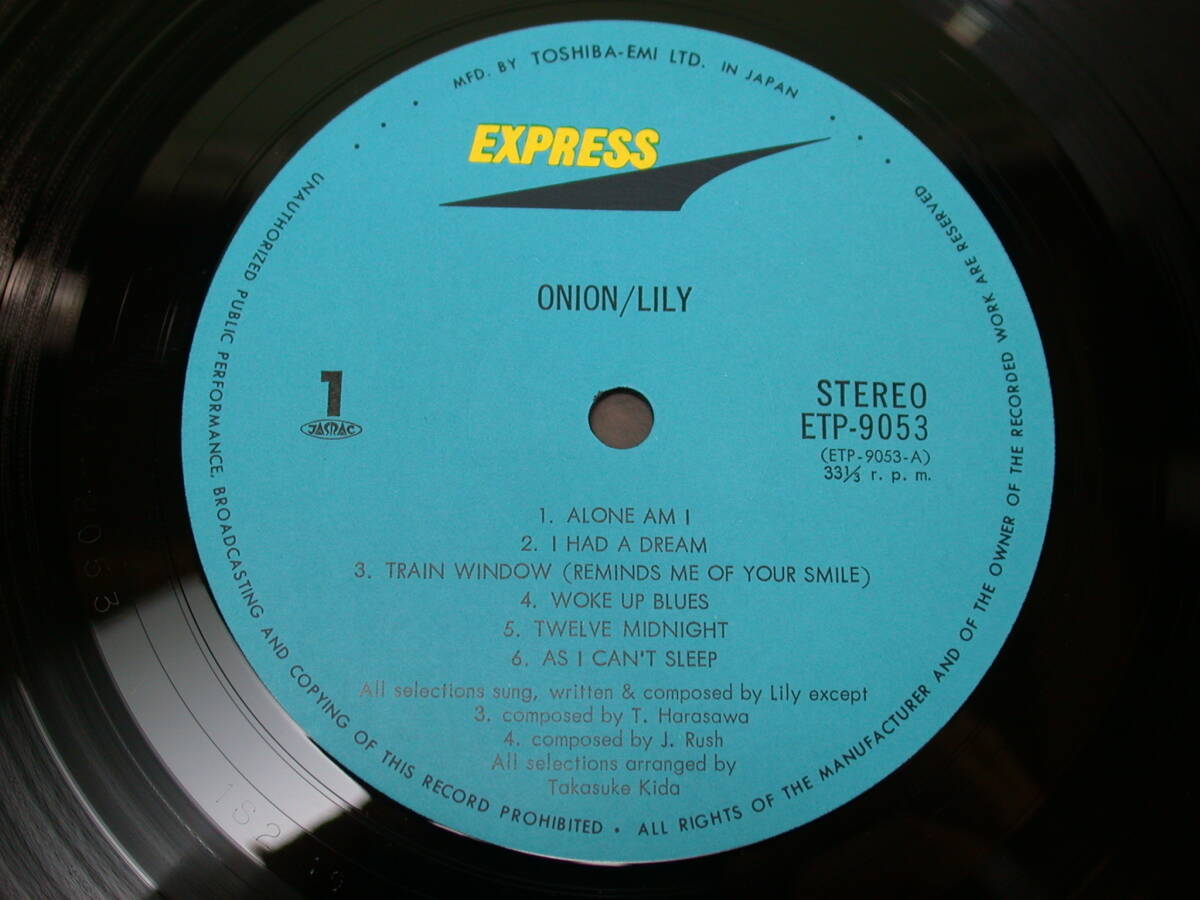 MFD. BY TOSHIBA-EMI LTD. IN JAPAN
EXPRESS
ONION/LILY
1
JASRAC
STEREO
ETP-9053
(ETP-9053-A)
33⅓ r. p. m.
1. ALONE AM I
2. I HAD A DREAM
3. TRAIN WINDOW (REMINDS ME OF YOUR SMILE)
4. WOKE UP BLUES
5. TWELVE MIDNIGHT
6. AS I CAN'T SLEEP
All selections sung, written & composed by Lily except
3. composed by T. Harasawa
4. composed by J. Rush
All selections arranged by
Takasuke Kida
UNAUTHORIZED PUBLIC PERFORMANCE, BROADCASTING AND COPYING OF THIS RECORD PROHIBITED • ALL RIGHTS OF THE MANUFACTURER AND OF THE OWNER OF THE RECORDED WORK ARE RESERVED
1S2